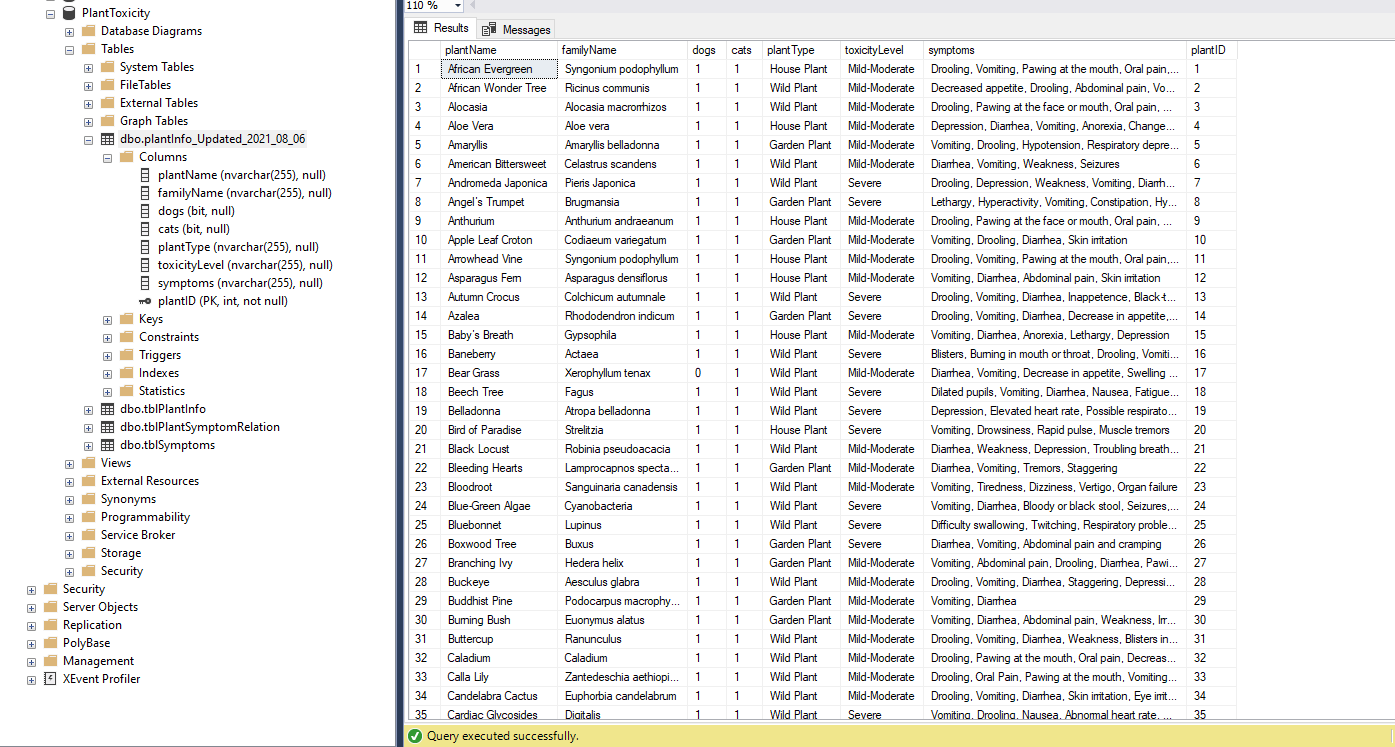 PlantToxicity
Database Diagrams
Tables
System Tables
FileTables
External Tables
Graph Tables
dbo.plantInfo_Updated_2021_08_06
Columns
plantName (nvarchar(255), null)
familyName (nvarchar(255), null)
dogs (bit, null)
cats (bit, null)
plantType (nvarchar(255), null)
toxicityLevel (nvarchar(255), null)
symptoms (nvarchar(255), null)
plantID (PK, int, not null)
Keys
Constraints
Triggers
Indexes
Statistics
dbo.tblPlantInfo
dbo.tblPlantSymptomRelation
dbo.tblSymptoms
Views
External Resources
Synonyms
Programmability
Service Broker
Storage
Security
Security
Server Objects
Replication
PolyBase
Management
XEvent Profiler
110 %
Results Messages
plantName familyName dogs cats plantType toxicityLevel symptoms plantID
1 African Evergreen Syngonium podophyllum 1 1 House Plant Mild-Moderate Drooling, Vomiting, Pawing at the mouth, Oral pain,... 1
2 African Wonder Tree Ricinus communis 1 1 Wild Plant Mild-Moderate Decreased appetite, Drooling, Abdominal pain, Vo... 2
3 Alocasia Alocasia macrorrhizos 1 1 Wild Plant Mild-Moderate Drooling, Pawing at the face or mouth, Oral pain, ... 3
4 Aloe Vera Aloe vera 1 1 House Plant Mild-Moderate Depression, Diarrhea, Vomiting, Anorexia, Change... 4
5 Amaryllis Amaryllis belladonna 1 1 Garden Plant Mild-Moderate Vomiting, Drooling, Hypotension, Respiratory depre... 5
6 American Bittersweet Celastrus scandens 1 1 Wild Plant Mild-Moderate Diarrhea, Vomiting, Weakness, Seizures 6
7 Andromeda Japonica Pieris Japonica 1 1 Wild Plant Severe Drooling, Depression, Weakness, Vomiting, Diarrh... 7
8 Angel's Trumpet Brugmansia 1 1 Garden Plant Severe Lethargy, Hyperactivity, Vomiting, Constipation, Hy... 8
9 Anthurium Anthurium andraeanum 1 1 House Plant Mild-Moderate Drooling, Pawing at the face or mouth, Oral pain, ... 9
10 Apple Leaf Croton Codiaeum variegatum 1 1 Garden Plant Mild-Moderate Vomiting, Drooling, Diarrhea, Skin irritation 10
11 Arrowhead Vine Syngonium podophyllum 1 1 House Plant Mild-Moderate Drooling, Vomiting, Pawing at the mouth, Oral pain,... 11
12 Asparagus Fern Asparagus densiflorus 1 1 House Plant Mild-Moderate Vomiting, Diarrhea, Abdominal pain, Skin irritation 12
13 Autumn Crocus Colchicum autumnale 1 1 Wild Plant Severe Drooling, Vomiting, Diarrhea, Inappetence, Black-t... 13
14 Azalea Rhododendron indicum 1 1 Garden Plant Severe Drooling, Vomiting, Diarrhea, Decrease in appetite,... 14
15 Baby's Breath Gypsophila 1 1 House Plant Mild-Moderate Vomiting, Diarrhea, Anorexia, Lethargy, Depression 15
16 Baneberry Actaea 1 1 Wild Plant Severe Blisters, Burning in mouth or throat, Drooling, Vomiti... 16
17 Bear Grass Xerophyllum tenax 0 1 Wild Plant Mild-Moderate Diarrhea, Vomiting, Decrease in appetite, Swelling ... 17
18 Beech Tree Fagus 1 1 Wild Plant Severe Dilated pupils, Vomiting, Diarrhea, Nausea, Fatigue... 18
19 Belladonna Atropa belladonna 1 1 Wild Plant Severe Depression, Elevated heart rate, Possible respirato... 19
20 Bird of Paradise Strelitzia 1 1 House Plant Severe Vomiting, Drowsiness, Rapid pulse, Muscle tremors 20
21 Black Locust Robinia pseudoacacia 1 1 Wild Plant Mild-Moderate Diarrhea, Weakness, Depression, Troubling breath... 21
22 Bleeding Hearts Lamprocapnos specta... 1 1 Garden Plant Mild-Moderate Diarrhea, Vomiting, Tremors, Staggering 22
23 Bloodroot Sanguinaria canadensis 1 1 Wild Plant Mild-Moderate Vomiting, Tiredness, Dizziness, Vertigo, Organ failure 23
24 Blue-Green Algae Cyanobacteria 1 1 Wild Plant Severe Vomiting, Diarrhea, Bloody or black stool, Seizures,... 24
25 Bluebonnet Lupinus 1 1 Wild Plant Severe Difficulty swallowing, Twitching, Respiratory proble... 25
26 Boxwood Tree Buxus 1 1 Garden Plant Severe Diarrhea, Vomiting, Abdominal pain and cramping 26
27 Branching Ivy Hedera helix 1 1 Garden Plant Mild-Moderate Vomiting, Abdominal pain, Drooling, Diarrhea, Pawi... 27
28 Buckeye Aesculus glabra 1 1 Wild Plant Mild-Moderate Drooling, Vomiting, Diarrhea, Staggering, Depressi... 28
29 Buddhist Pine Podocarpus macrophy... 1 1 Garden Plant Mild-Moderate Vomiting, Diarrhea 29
30 Burning Bush Euonymus alatus 1 1 Garden Plant Mild-Moderate Vomiting, Diarrhea, Abdominal pain, Weakness, Irr... 30
31 Buttercup Ranunculus 1 1 Wild Plant Mild-Moderate Drooling, Vomiting, Diarrhea, Weakness, Blisters in... 31
32 Caladium Caladium 1 1 Wild Plant Mild-Moderate Drooling, Pawing at the mouth, Oral pain, Decreas... 32
33 Calla Lily Zantedeschia aethiopi... 1 1 Wild Plant Mild-Moderate Drooling, Oral Pain, Pawing at the mouth, Vomiting... 33
34 Candelabra Cactus Euphorbia candelabrum 1 1 Wild Plant Mild-Moderate Drooling, Vomiting, Diarrhea, Skin irritation, Eye irrit... 34
35 Cardiac Glycosides Digitalis 1 1 Wild Plant Severe Vomiting, Drooling, Nausea, Abnormal heart rate, ... 35
Query executed successfully.